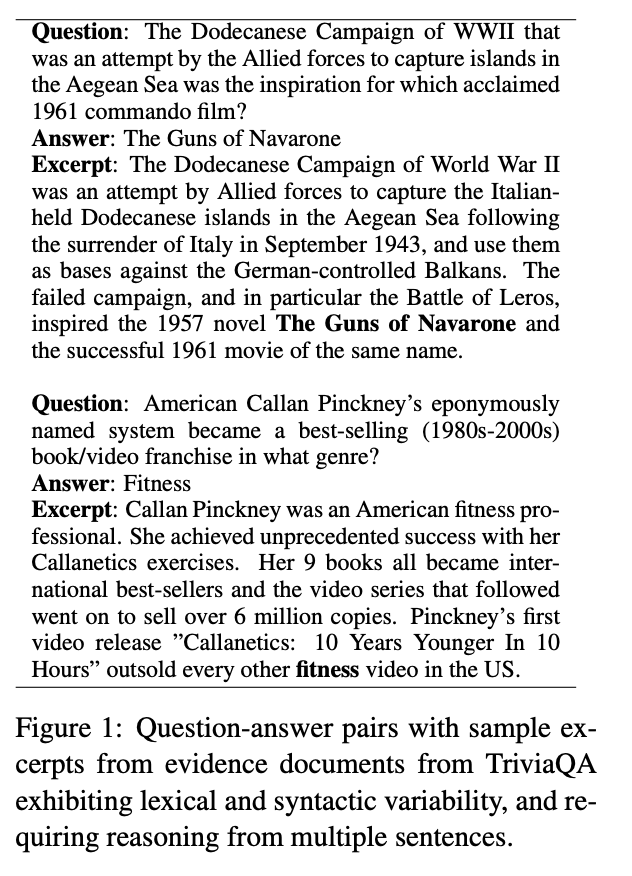 Question: The Dodecanese Campaign of WWII that
was an attempt by the Allied forces to capture islands in
the Aegean Sea was the inspiration for which acclaimed
1961 commando film?
Answer: The Guns of Navarone
Excerpt: The Dodecanese Campaign of World War II
was an attempt by Allied forces to capture the Italian-
held Dodecanese islands in the Aegean Sea following
the surrender of Italy in September 1943, and use them
as bases against the German-controlled Balkans. The
failed campaign, and in particular the Battle of Leros,
inspired the 1957 novel The Guns of Navarone and
the successful 1961 movie of the same name.
Question: American Callan Pinckney’s eponymously
named system became a best-selling (1980s-2000s)
book/video franchise in what genre?
Answer: Fitness
Excerpt: Callan Pinckney was an American fitness pro-
fessional. She achieved unprecedented success with her
Callanetics exercises. Her 9 books all became inter-
national best-sellers and the video series that followed
went on to sell over 6 million copies. Pinckney’s first
video release ”Callanetics: 10 Years Younger In 10
Hours” outsold every other fitness video in the US.
Figure 1: Question-answer pairs with sample ex-
cerpts from evidence documents from TriviaQA
exhibiting lexical and syntactic variability, and re-
quiring reasoning from multiple sentences.